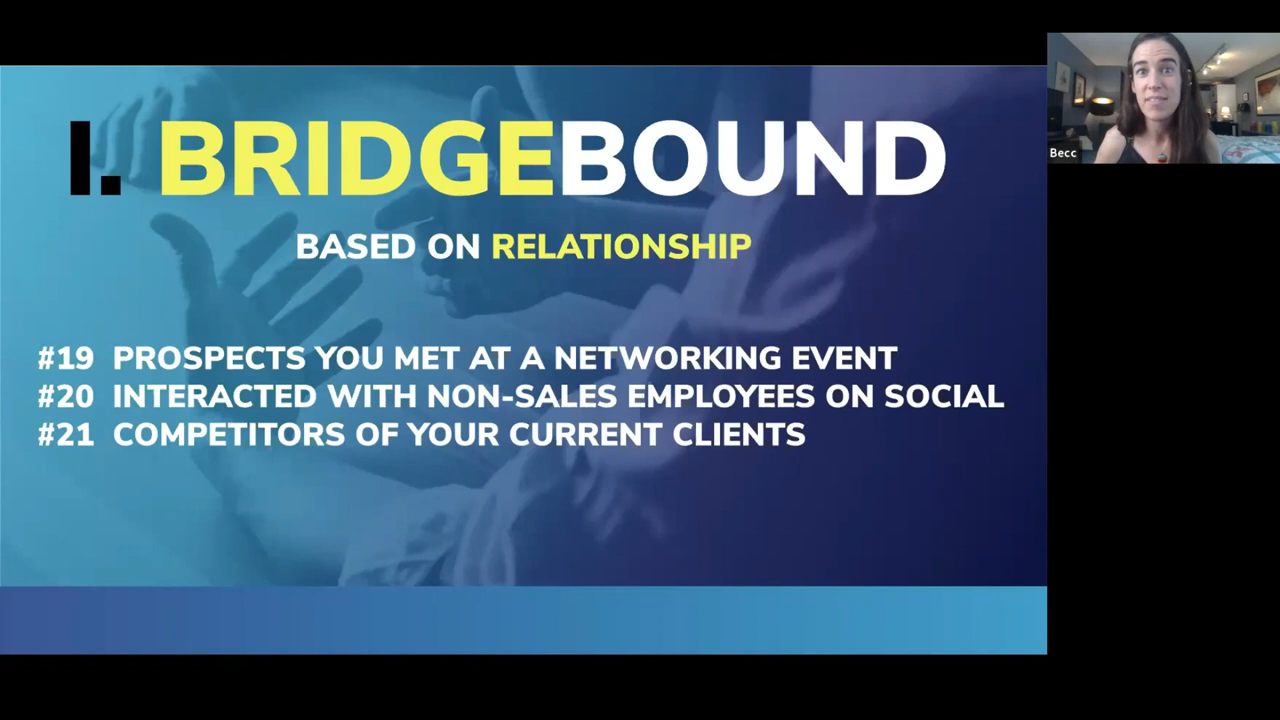 I. BRIDGEBOUND
BASED ON RELATIONSHIP
#19 PROSPECTS YOU MET AT A NETWORKING EVENT
#20 INTERACTED WITH NON-SALES EMPLOYEES ON SOCIAL
#21 COMPETITORS OF YOUR CURRENT CLIENTS
Becc